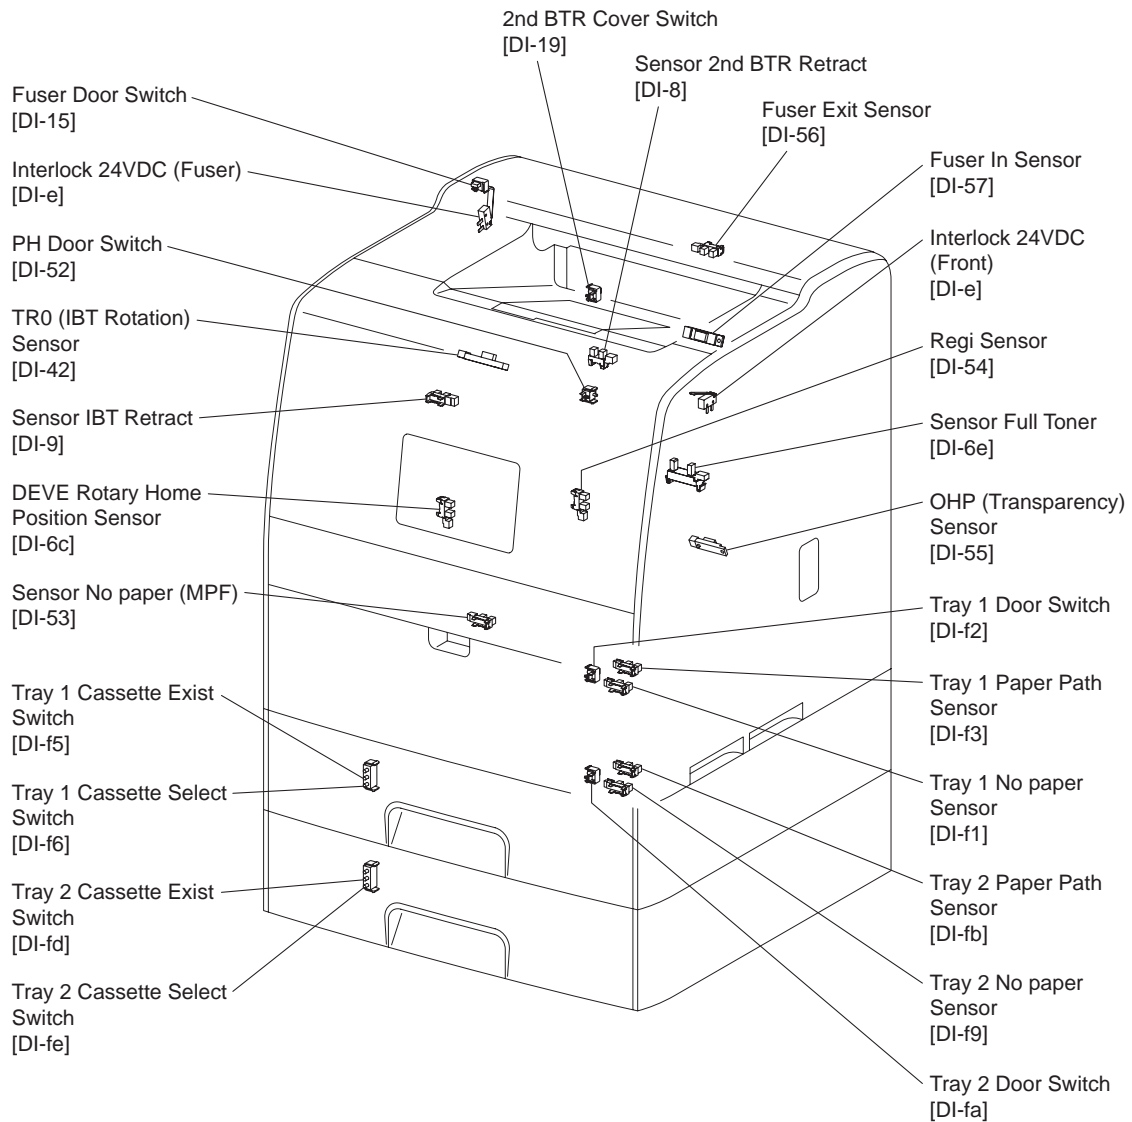 2nd BTR Cover Switch
[DI-19]
Sensor 2nd BTR Retract
[DI-8]
Fuser Exit Sensor
[DI-56]
Fuser Door Switch
[DI-15]
Interlock 24VDC (Fuser)
[DI-e]
PH Door Switch
[DI-52]
TR0 (IBT Rotation)
Sensor
[DI-42]
Sensor IBT Retract
[DI-9]
DEVE Rotary Home
Position Sensor
[DI-6c]
Sensor No paper (MPF)
[DI-53]
Tray 1 Cassette Exist
Switch
[DI-f5]
Tray 1 Cassette Select
Switch
[DI-f6]
Tray 2 Cassette Exist
Switch
[DI-fd]
Tray 2 Cassette Select
Switch
[DI-fe]
Fuser In Sensor
[DI-57]
Interlock 24VDC
(Front)
[DI-e]
Regi Sensor
[DI-54]
Sensor Full Toner
[DI-6e]
OHP (Transparency)
Sensor
[DI-55]
Tray 1 Door Switch
[DI-f2]
Tray 1 Paper Path
Sensor
[DI-f3]
Tray 1 No paper
Sensor
[DI-f1]
Tray 2 Paper Path
Sensor
[DI-fb]
Tray 2 No paper
Sensor
[DI-f9]
Tray 2 Door Switch
[DI-fa]